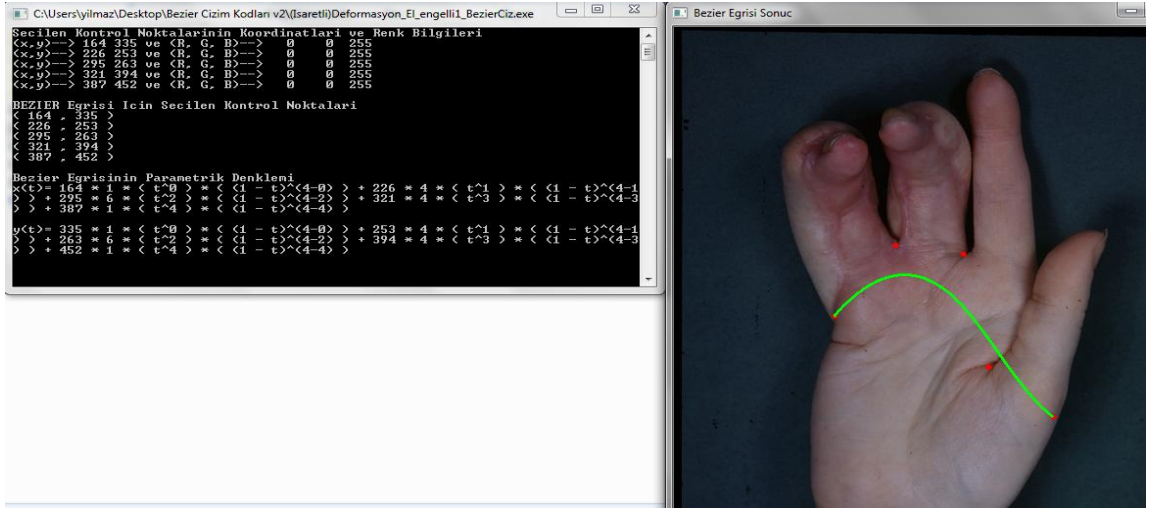 C:\Users\yilmaz\Desktop\Bezier Cizim Kodları v2\(Isaretli)Deformasyon_El_engelli1_BezierCiz.exe
Secilen Kontrol Noktalarinin Koordinatlari ve Renk Bilgileri
(x,y)--> 164 335 ve (R, G, B)--> 0 0 255
(x,y)--> 226 253 ve (R, G, B)--> 0 0 255
(x,y)--> 295 263 ve (R, G, B)--> 0 0 255
(x,y)--> 321 394 ve (R, G, B)--> 0 0 255
(x,y)--> 387 452 ve (R, G, B)--> 0 0 255
BEZIER Egrisi Icin Secilen Kontrol Noktalari
( 164 , 335 )
( 226 , 253 )
( 295 , 263 )
( 321 , 394 )
( 387 , 452 )
Bezier Egrisinin Parametrik Denklemi
x(t)= 164 * 1 * ( t^0 ) * ( (1 - t)^(4-0) ) + 226 * 4 * ( t^1 ) * ( (1 - t)^(4-1
) ) + 295 * 6 * ( t^2 ) * ( (1 - t)^(4-2) ) + 321 * 4 * ( t^3 ) * ( (1 - t)^(4-3
) ) + 387 * 1 * ( t^4 ) * ( (1 - t)^(4-4) )
y(t)= 335 * 1 * ( t^0 ) * ( (1 - t)^(4-0) ) + 253 * 4 * ( t^1 ) * ( (1 - t)^(4-1
) ) + 263 * 6 * ( t^2 ) * ( (1 - t)^(4-2) ) + 394 * 4 * ( t^3 ) * ( (1 - t)^(4-3
) ) + 452 * 1 * ( t^4 ) * ( (1 - t)^(4-4) )
Bezier Egrisi Sonuc